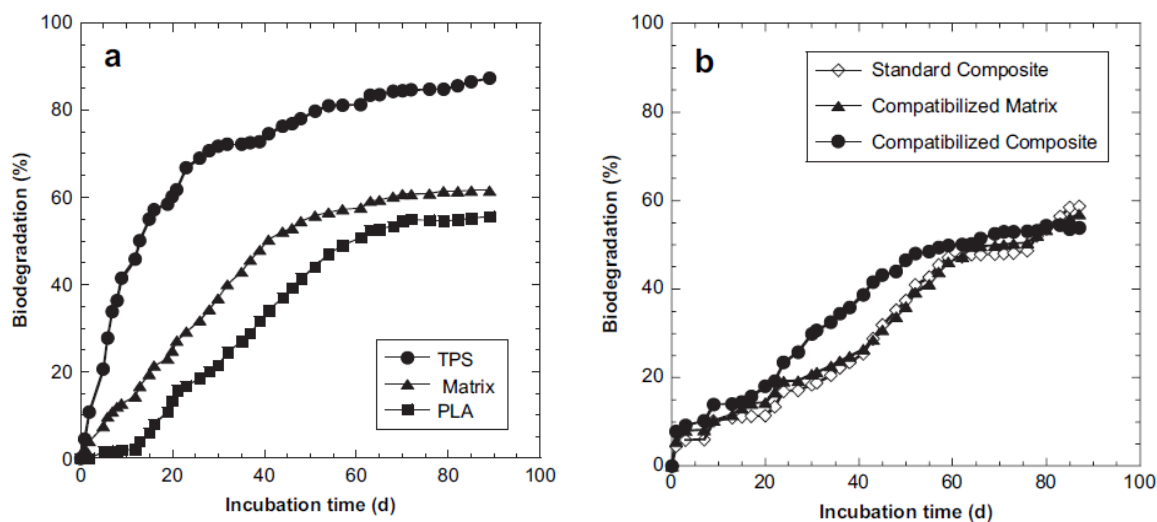 a
Biodegradation (%)
100
80
60
40
20
0
TPS
Matrix
PLA
0 20 40 60 80 100
Incubation time (d)
b
Biodegradation (%)
100
80
60
40
20
0
Standard Composite
Compatibilized Matrix
Compatibilized Composite
0 20 40 60 80 100
Incubation time (d)